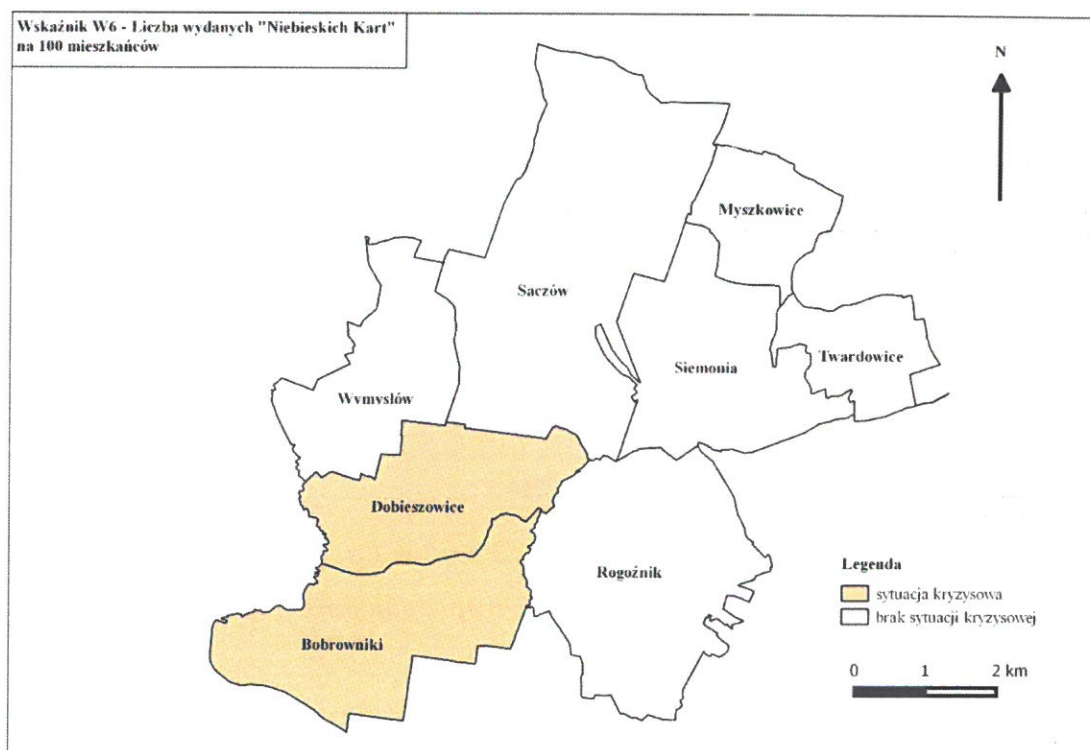 Wskaźnik W6 - Liczba wydanych "Niebieskich Kart"
na 100 mieszkańców
N
Myszkowice
Saczów
Siemonia
Twardowice
Wymysłów
Dobieszowice
Rogoźnik
Bobrowniki
Legenda
sytuacja kryzysowa
brak sytuacji kryzysowej
0 1 2 km